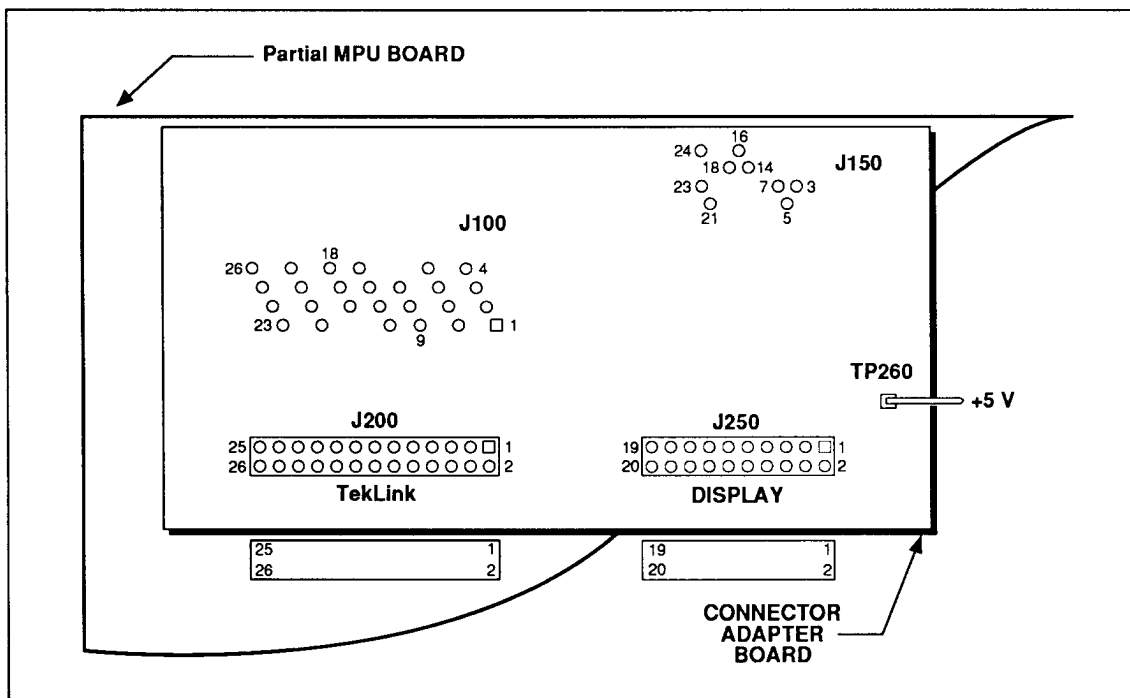 Partial MPU BOARD
16
24
18 14
J150
23 7 3
21 5
J100
18
26 4
23 1
9
TP260
+5 V
J200 J250
25 1 19 1
26 2 20 2
TekLink DISPLAY
25 1 19 1
26 2 20 2
CONNECTOR
ADAPTER
BOARD